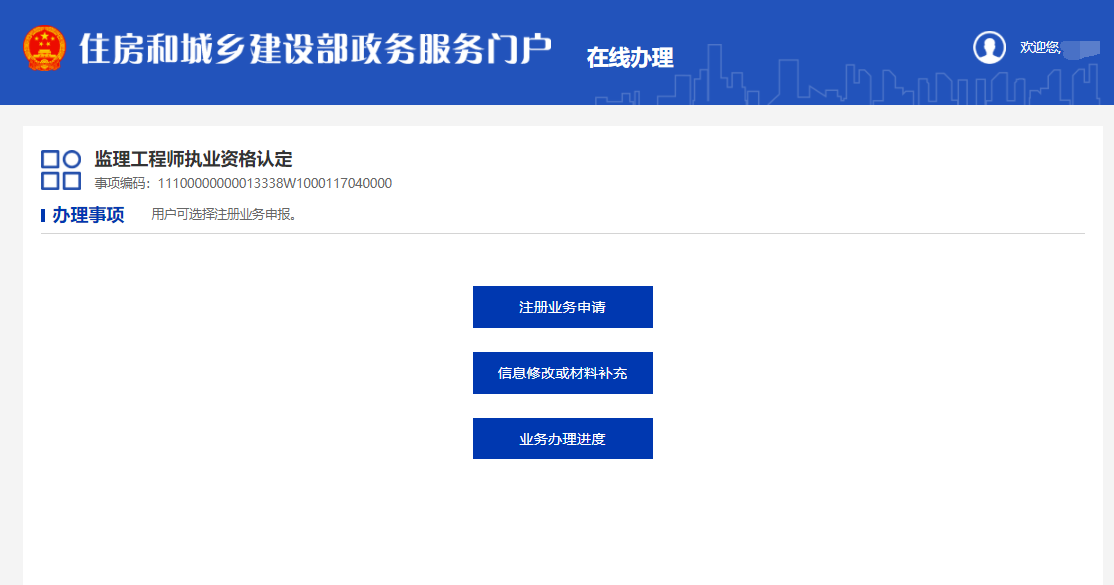 住房和城乡建设部政务服务门户
在线办理
欢迎您,
监理工程师执业资格认定
事项编码：11100000000013338W1000117040000
办理事项
用户可选择注册业务申报。
注册业务申请
信息修改或材料补充
业务办理进度